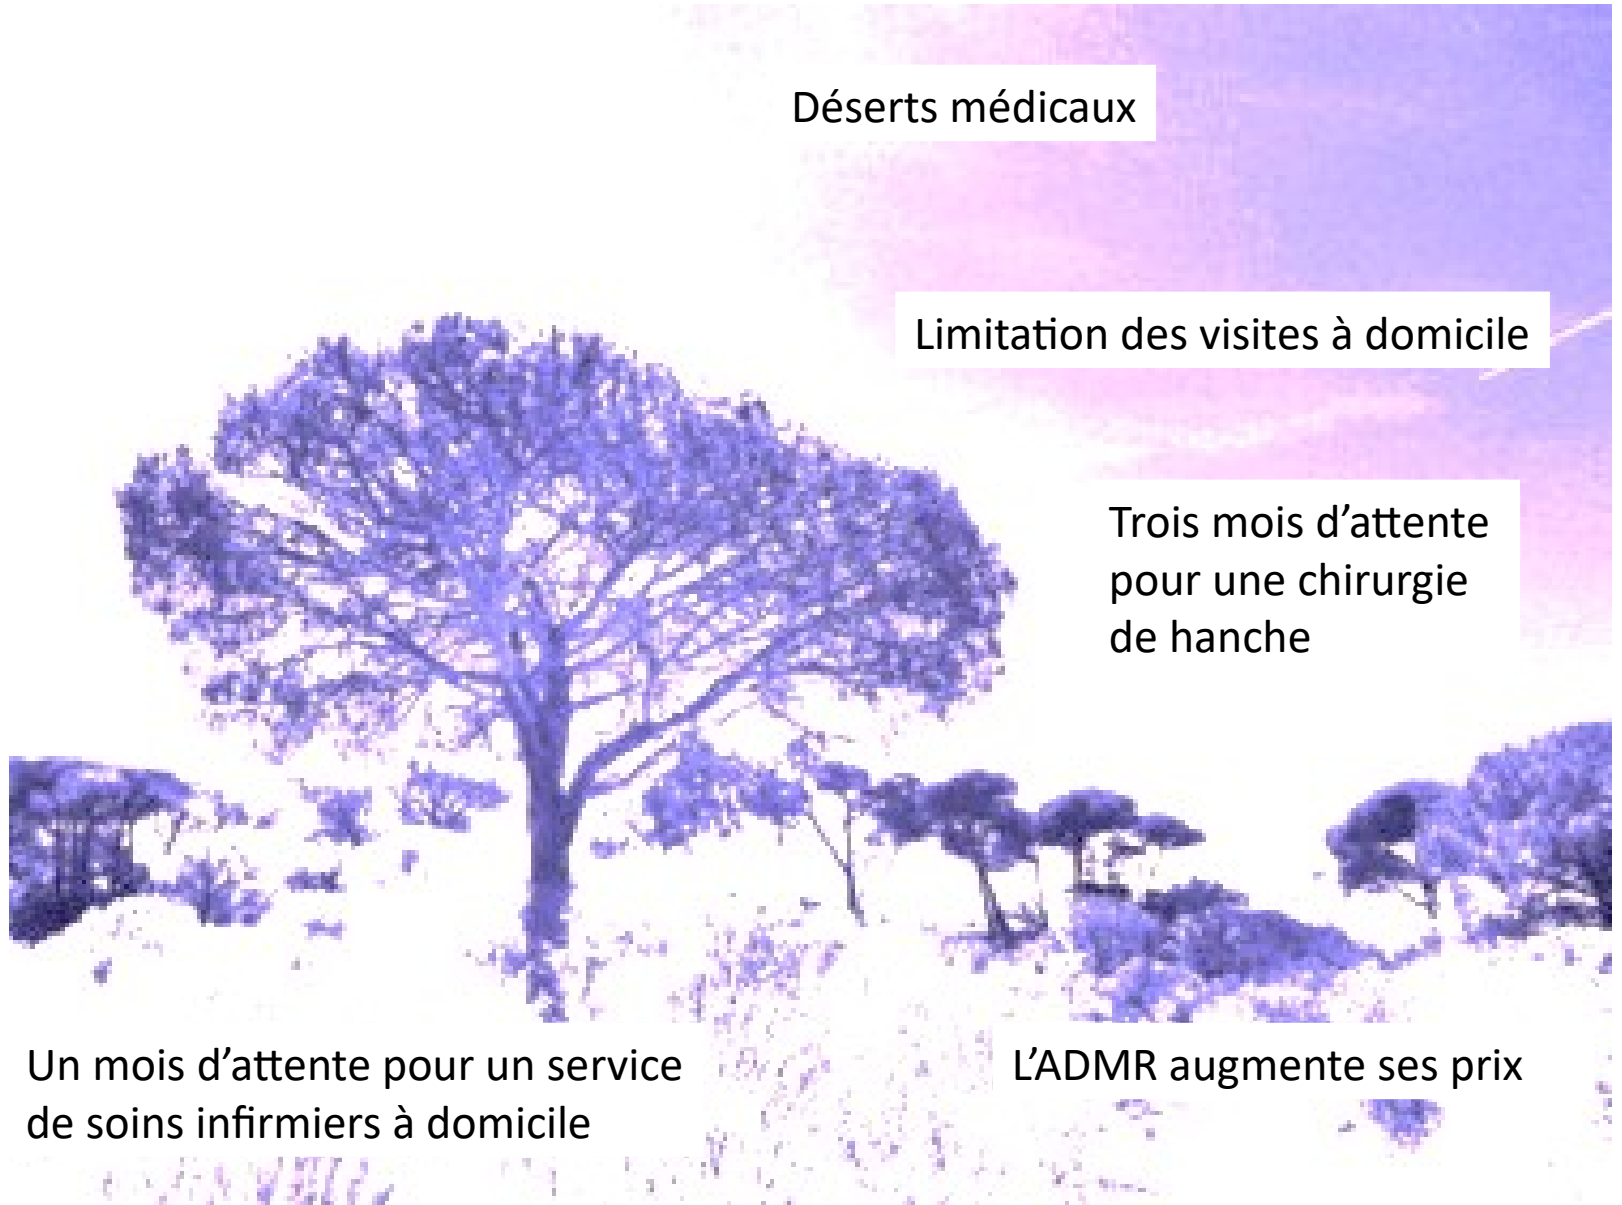 Déserts médicaux
Limitation des visites à domicile
Trois mois d’attente
pour une chirurgie
de hanche
Un mois d’attente pour un service
de soins infirmiers à domicile
L’ADMR augmente ses prix